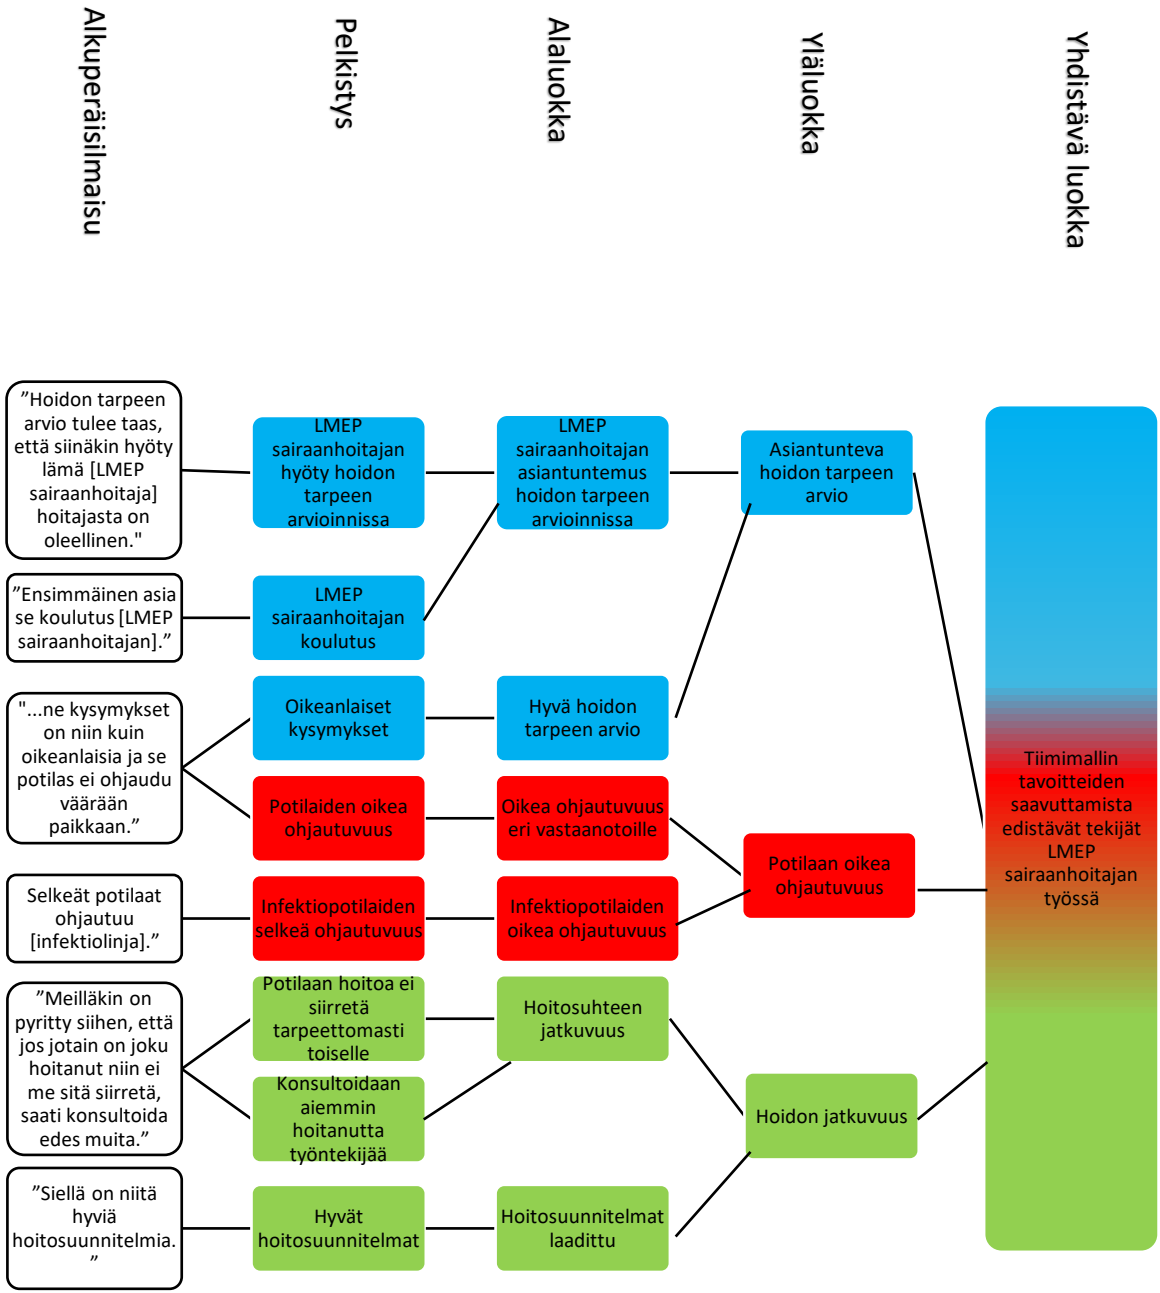 Alkuperäisilmaisu
Pelkistys
Alaluokka
Yläluokka
Yhdistävä luokka
”Hoidon tarpeen
arvio tulee taas,
että siinäkin hyöty
lämä [LMEP
sairaanhoitaja]
hoitajasta on
oleellinen."
LMEP
sairaanhoitajan
hyöty hoidon
tarpeen
arvioinnissa
LMEP
sairaanhoitajan
asiantuntemus
hoidon tarpeen
arvioinnissa
Asiantunteva
hoidon tarpeen
arvio
”Ensimmäinen asia
se koulutus [LMEP
sairaanhoitajan].”
LMEP
sairaanhoitajan
koulutus
"...ne kysymykset
on niin kuin
oikeanlaisia ja se
potilas ei ohjaudu
väärään
paikkaan.”
Oikeanlaiset
kysymykset
Hyvä hoidon
tarpeen arvio
Potilaiden oikea
ohjautuvuus
Oikea ohjautuvuus
eri vastaanotoille
Potilaan oikea
ohjautuvuus
Tiimimallin
tavoitteiden
saavuttamista
edistävät tekijät
LMEP
sairaanhoitajan
työssä
Selkeät potilaat
ohjautuu
[infektiolinja].”
Infektiopotilaiden
selkeä ohjautuvuus
Infektiopotilaiden
oikea ohjautuvuus
”Meilläkin on
pyritty siihen, että
jos jotain on joku
hoitanut niin ei
me sitä siirretä,
saati konsultoida
edes muita.”
Potilaan hoitoa ei
siirretä
tarpeettomasti
toiselle
Hoitosuhteen
jatkuvuus
Konsultoidaan
aiemmin
hoitanutta
työntekijää
Hoidon jatkuvuus
”Siellä on niitä
hyviä
hoitosuunnitelmia.
”
Hyvät
hoitosuunnitelmat
Hoitosuunnitelmat
laadittu